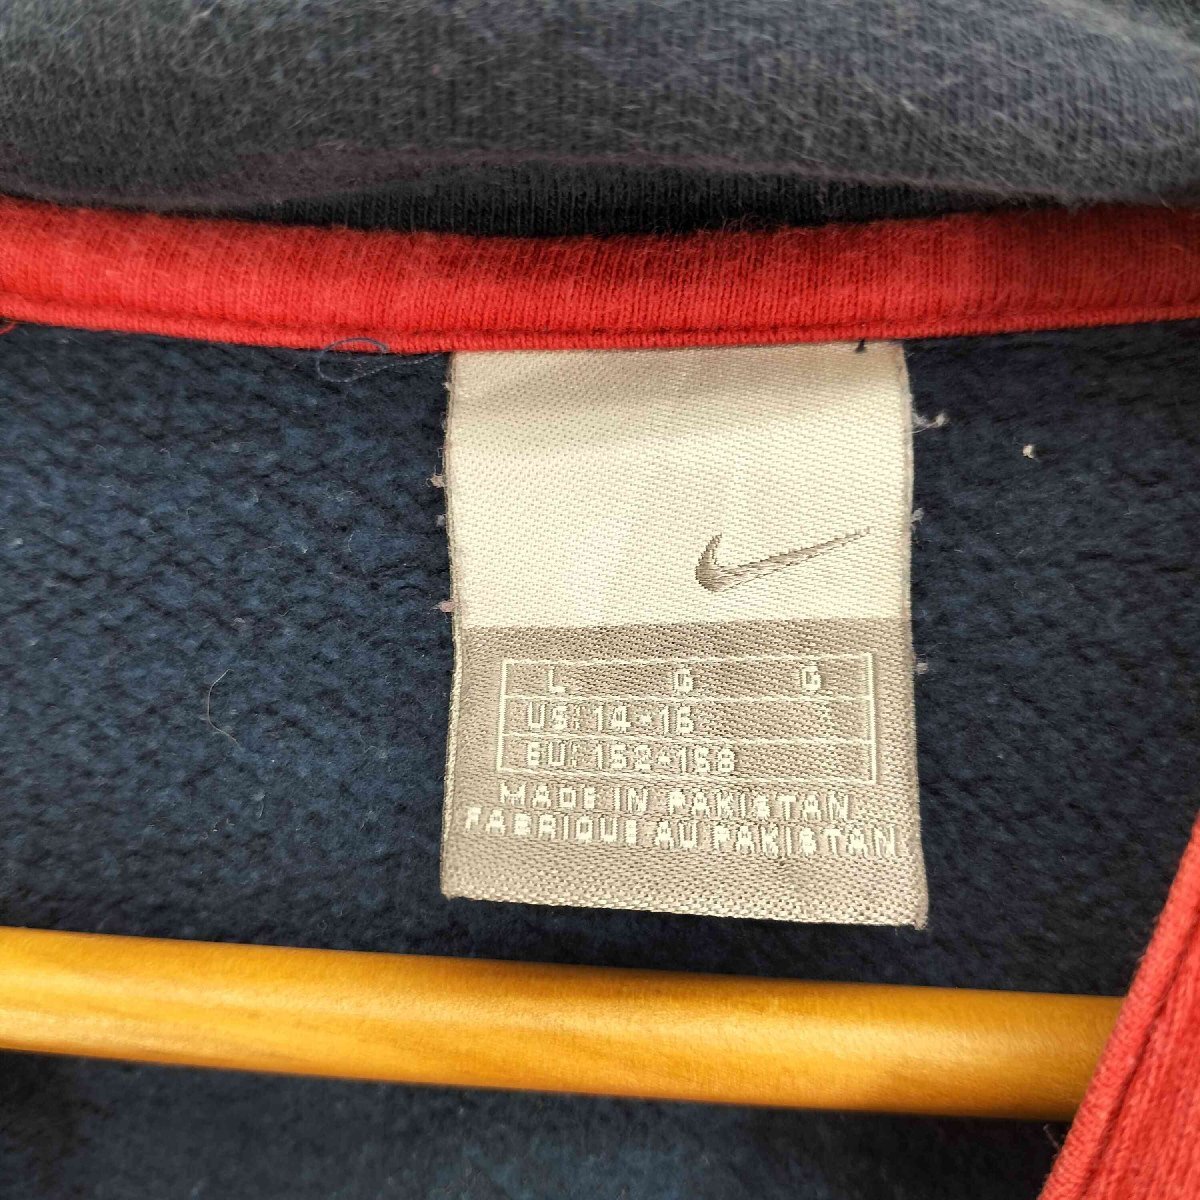 L G G
US: 14-16
EU: 152-158
MADE IN PAKISTAN.
FABRIQUE AU PAKISTAN.